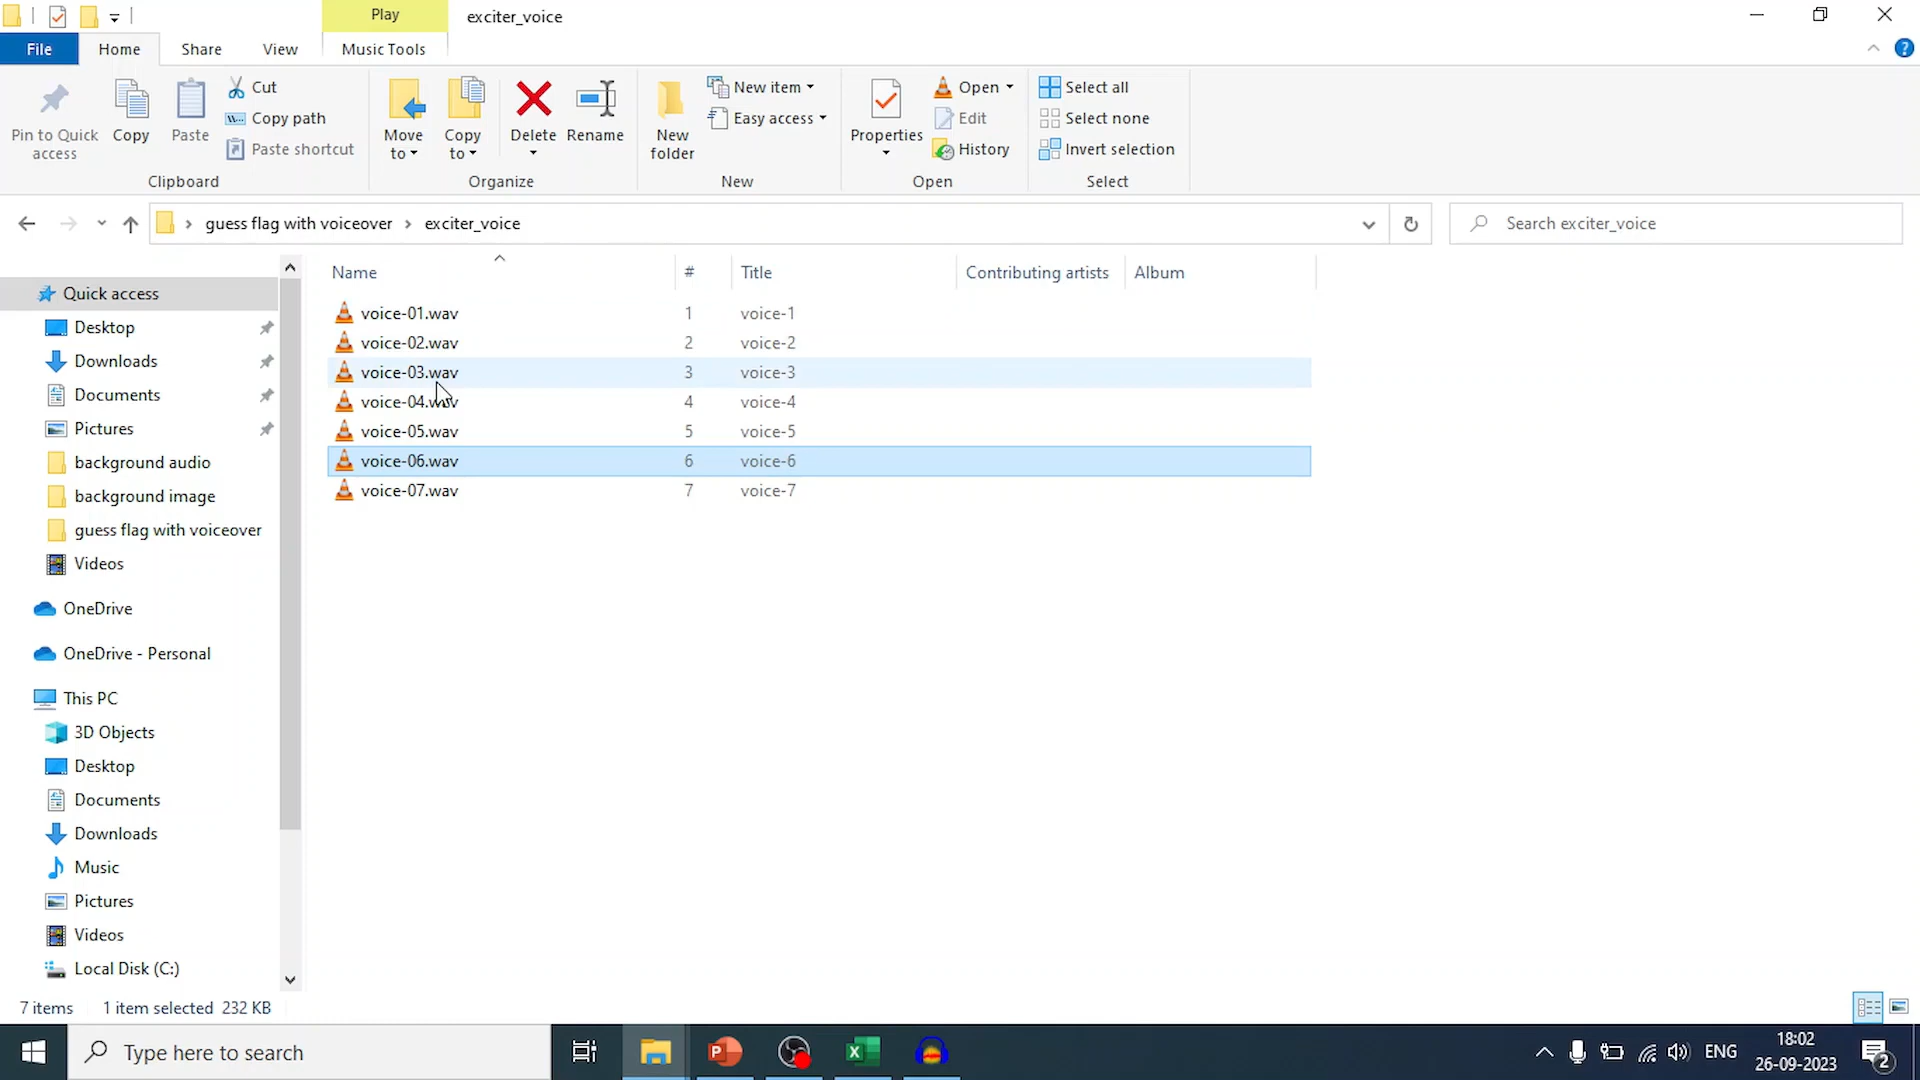 Play
exciter_voice
File
Home
Share
View
Music Tools
Pin to Quick access
Copy
Paste
Cut
Copy path
Paste shortcut
Clipboard
Move to
Copy to
Delete
Rename
Organize
New folder
New item
Easy access
New
Properties
Open
Edit
History
Open
Select all
Select none
Invert selection
Select
guess flag with voiceover
exciter_voice
Search exciter_voice
Name
#
Title
Contributing artists
Album
voice-01.wav 1 voice-1
voice-02.wav 2 voice-2
voice-03.wav 3 voice-3
voice-04.wav 4 voice-4
voice-05.wav 5 voice-5
voice-06.wav 6 voice-6
voice-07.wav 7 voice-7
Quick access
Desktop
Downloads
Documents
Pictures
background audio
background image
guess flag with voiceover
Videos
OneDrive
OneDrive - Personal
This PC
3D Objects
Desktop
Documents
Downloads
Music
Pictures
Videos
Local Disk (C:)
7 items
1 item selected 232 KB
Type here to search
ENG
18:02
26-09-2023
2